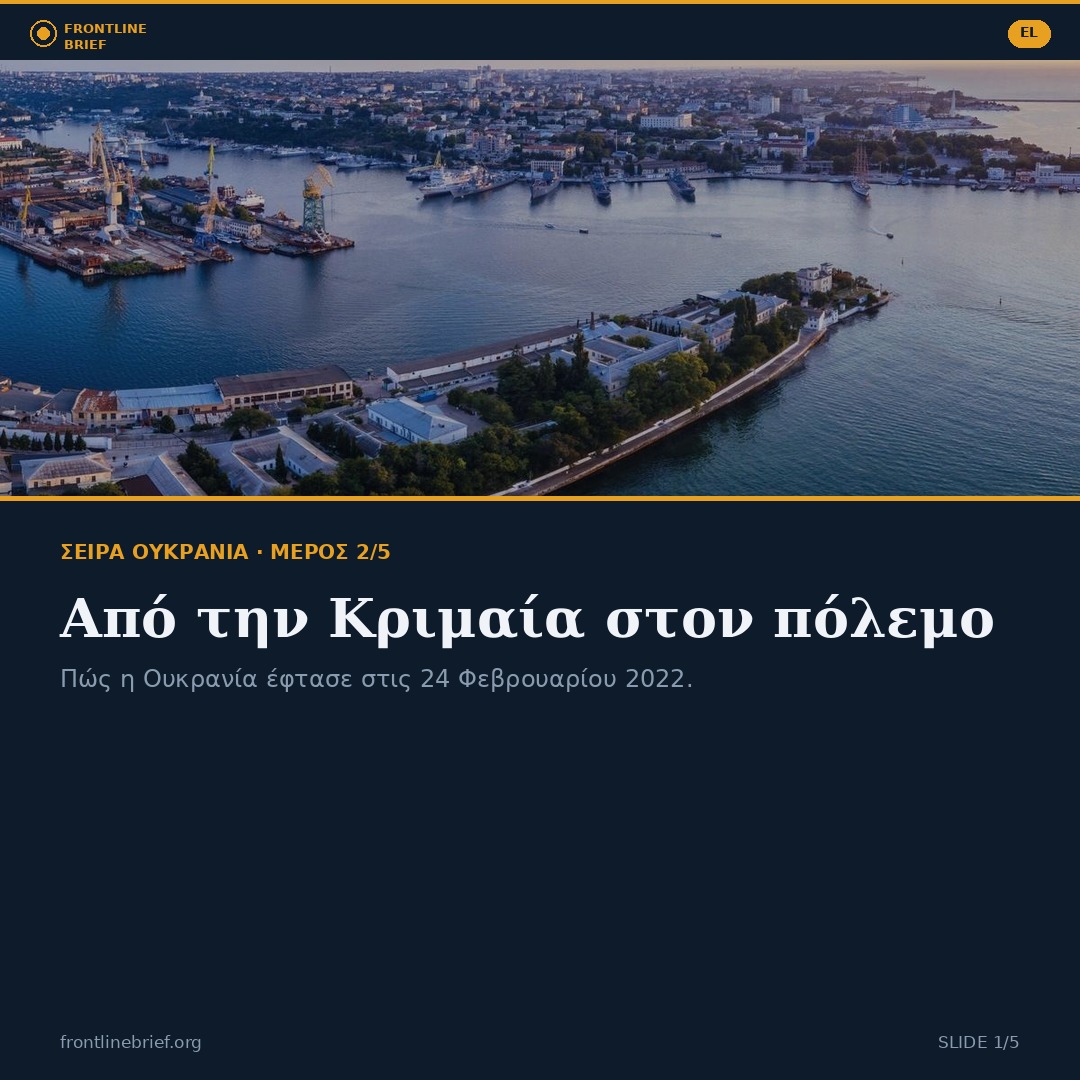 FRONTLINE
BRIEF
EL
ΣΕΙΡΑ ΟΥΚΡΑΝΙΑ · ΜΕΡΟΣ 2/5
Από την Κριμαία στον πόλεμο
Πώς η Ουκρανία έφτασε στις 24 Φεβρουαρίου 2022.
frontlinebrief.org
SLIDE 1/5